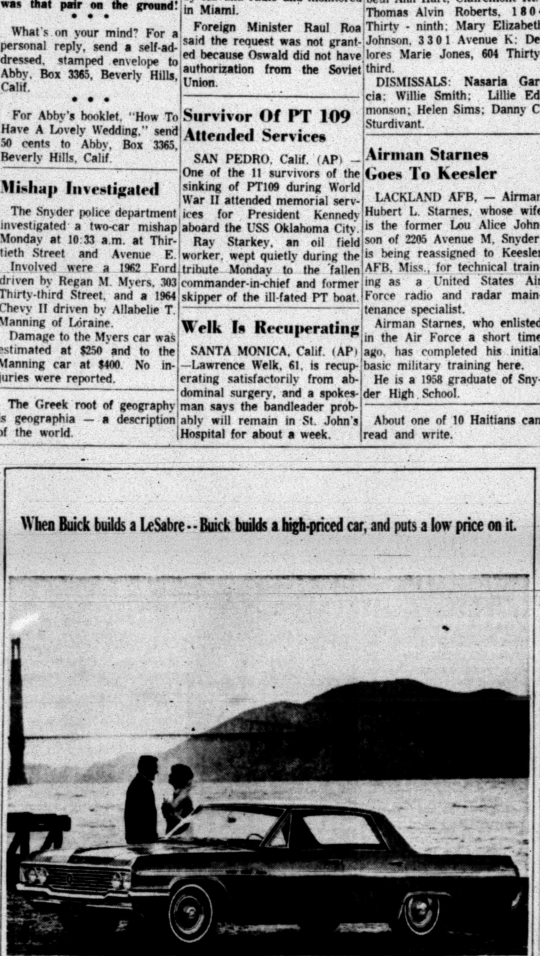 was that pair on the ground!
What's on your mind? For a
personal reply, send a self-ad-
dressed, stamped envelope to
Abby, Box 3365, Beverly Hills,
Calif.
For Abby's booklet, "How To
Have A Lovely Wedding," send
50 cents to Abby, Box 3365,
Beverly Hills, Calif.
Mishap Investigated
The Snyder police department
investigated a two-car mishap
Monday at 10:33 a.m. at Thir-
tieth Street and Avenue E.
Involved were a 1962 Ford
driven by Regan M. Myers, 303
Thirty-third Street, and a 1964
Chevy II driven by Allabelie T.
Manning of Loraine.
Damage to the Myers car was
estimated at $250 and to the
Manning car at $400. No in-
juries were reported.
The Greek root of geography
is geographia — a description
of the world.
in Miami.
Foreign Minister Raul Roa
said the request was not grant-
ed because Oswald did not have
authorization from the Soviet
Union.
Survivor Of PT 109
Attended Services
SAN PEDRO, Calif. (AP) —
One of the 11 survivors of the
sinking of PT109 during World
War II attended memorial serv-
ices for President Kennedy
aboard the USS Oklahoma City.
Ray Starkey, an oil field
worker, wept quietly during the
tribute Monday to the fallen
commander-in-chief and former
skipper of the ill-fated PT boat.
Welk Is Recuperating
SANTA MONICA, Calif. (AP)
—Lawrence Welk, 61, is recup-
erating satisfactorily from ab-
dominal surgery, and a spokes-
man says the bandleader prob-
ably will remain in St. John's
Hospital for about a week.
Thomas Alvin Roberts, 180
Thirty - ninth; Mary Elizabeth
Johnson, 3301 Avenue K; De-
lores Marie Jones, 604 Thirty-
third.
DISMISSALS: Nasaria Gar-
cia; Willie Smith; Lillie Ed-
monson; Helen Sims; Danny C
Sturdivant.
Airman Starnes
Goes To Keesler
LACKLAND AFB, — Airman
Hubert L. Starnes, whose wife
is the former Lou Alice John-
son of 2205 Avenue M, Snyder,
is being reassigned to Keesler
AFB, Miss., for technical train-
ing as a United States Air
Force radio and radar main-
tenance specialist.
Airman Starnes, who enlisted
in the Air Force a short time
ago, has completed his initial
basic military training here.
He is a 1958 graduate of Sny-
der High School.
About one of 10 Haitians can
read and write.
When Buick builds a LeSabre -- Buick builds a high-priced car, and puts a low price on it.